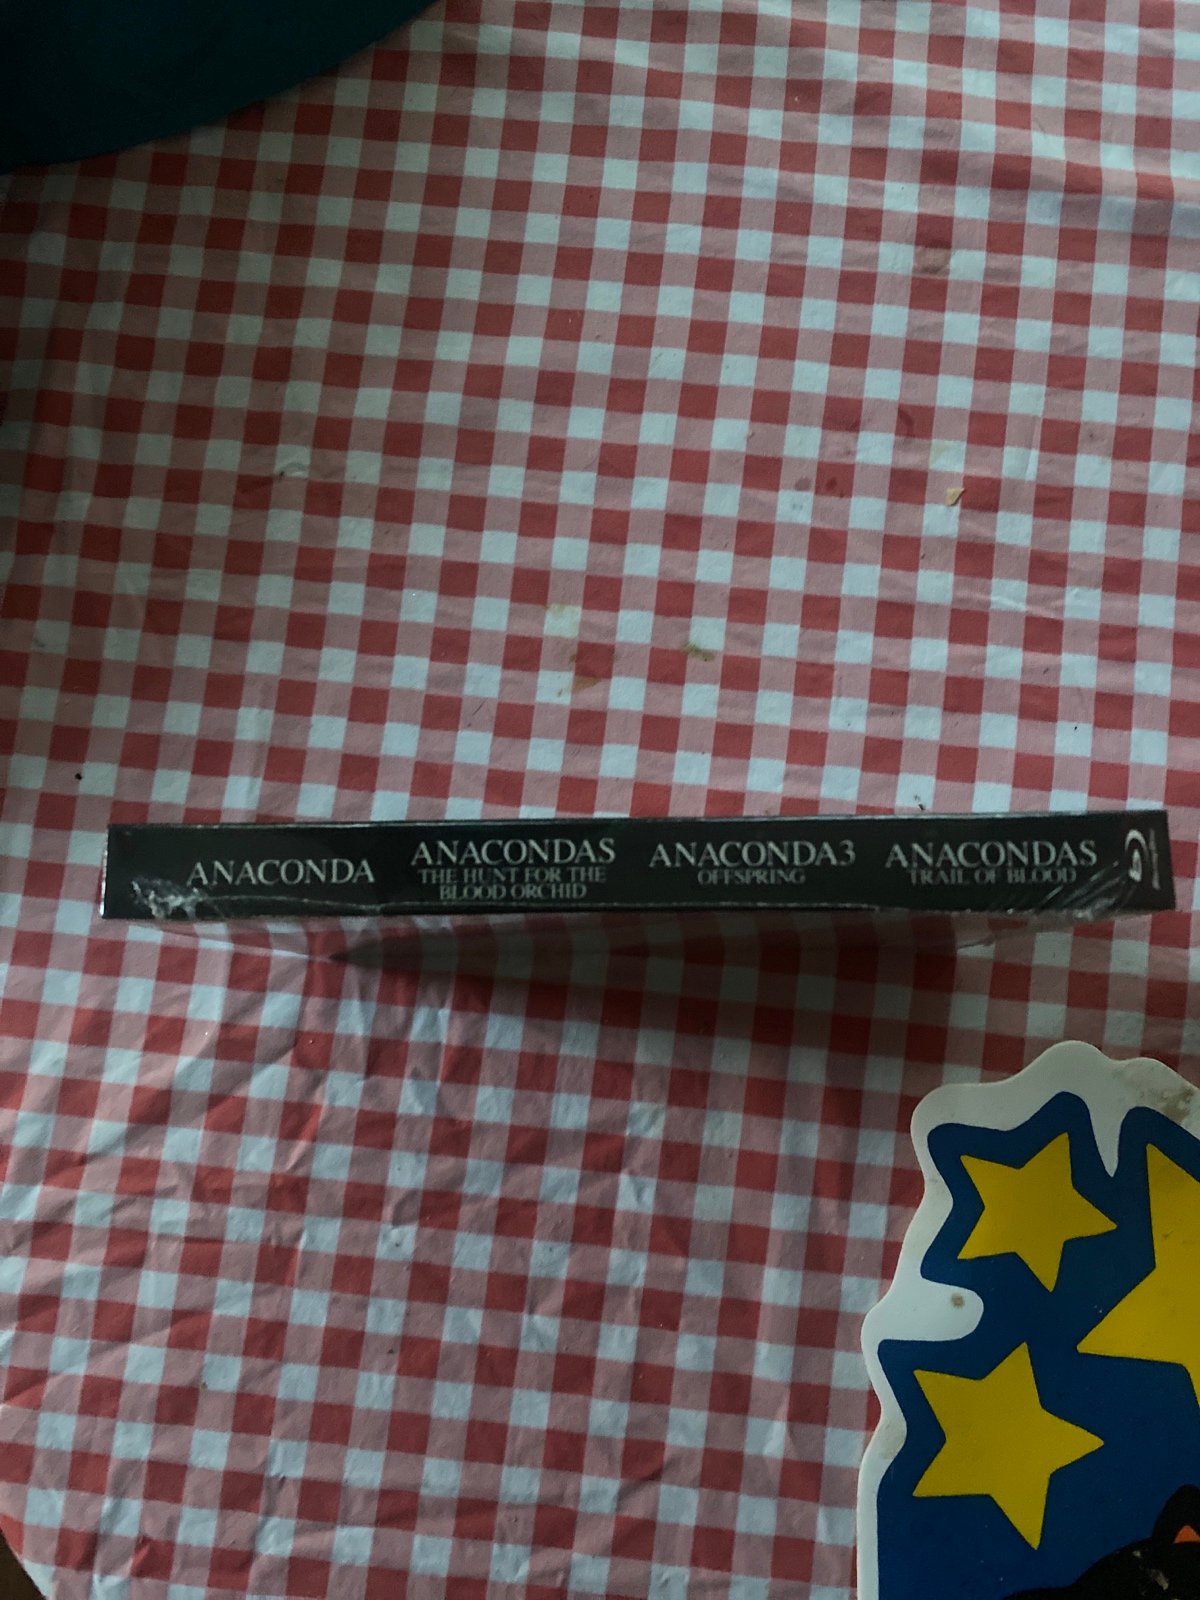 ANACONDA
ANACONDAS
THE HUNT FOR THE
BLOOD ORCHID
ANACONDA3
OFFSPRING
ANACONDAS
TRAIL OF BLOOD